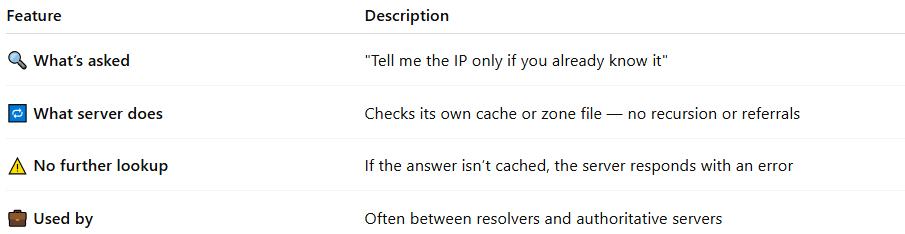 Feature Description
🔍 What’s asked "Tell me the IP only if you already know it"
🔁 What server does Checks its own cache or zone file — no recursion or referrals
⚠️ No further lookup If the answer isn’t cached, the server responds with an error
💼 Used by Often between resolvers and authoritative servers